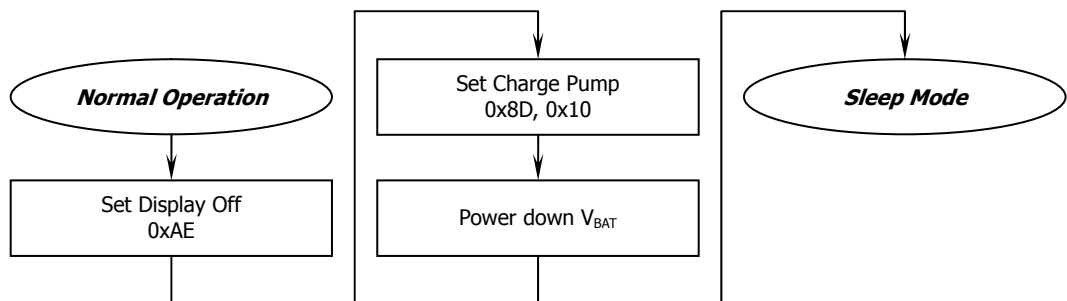 Normal Operation
Set Display Off
0xAE
Set Charge Pump
0x8D, 0x10
Power down VBAT
Sleep Mode